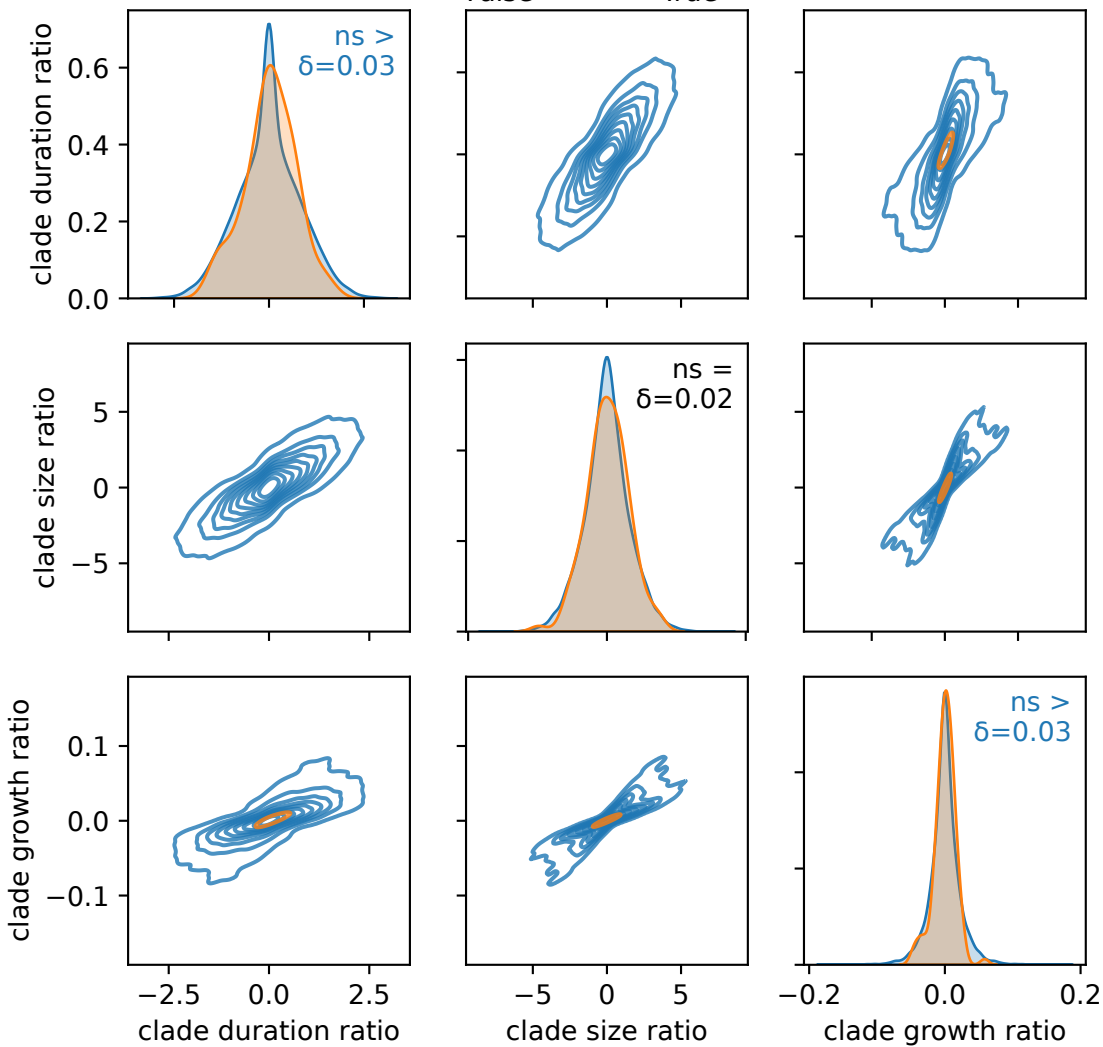 clade duration ratio
0.6
0.4
0.2
0.0
ns >
δ=0.03
clade size ratio
5
0
−5
ns =
δ=0.02
clade growth ratio
0.1
0.0
−0.1
ns >
δ=0.03
−2.5 0.0 2.5
−5 0 5
−0.2 0.0 0.2
clade duration ratio
clade size ratio
clade growth ratio